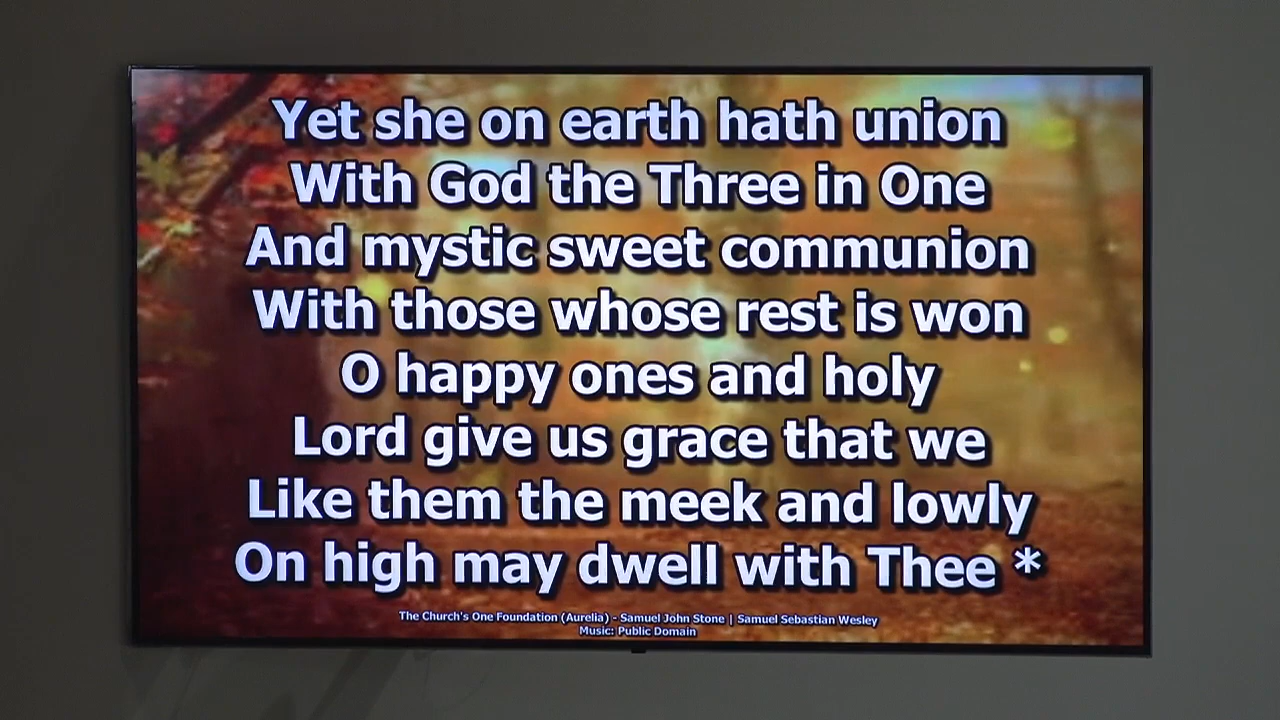 Yet she on earth hath union
With God the Three in One
And mystic sweet communion
With those whose rest is won
O happy ones and holy
Lord give us grace that we
Like them the meek and lowly
On high may dwell with Thee *
The Church's One Foundation (Aurelia) - Samuel John Stone | Samuel Sebastian Wesley
Music: Public Domain